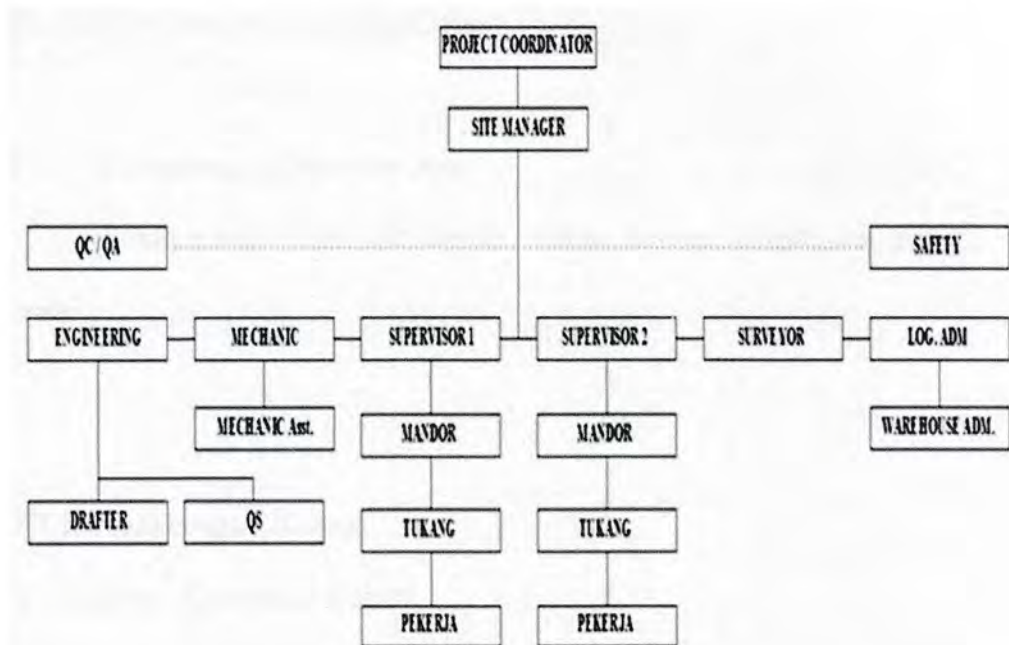 PROJECT COORDINATOR
SITE MANAGER
QC / QA
SAFETY
ENGINEERING
MECHANIC
SUPERVISOR 1
SUPERVISOR 2
SURVEYOR
LOG. ADM
MECHANIC Asst.
MANDOR
MANDOR
WAREHOUSE ADM.
DRAFTER
QS
TUKANG
TUKANG
PEKERJA
PEKERJA